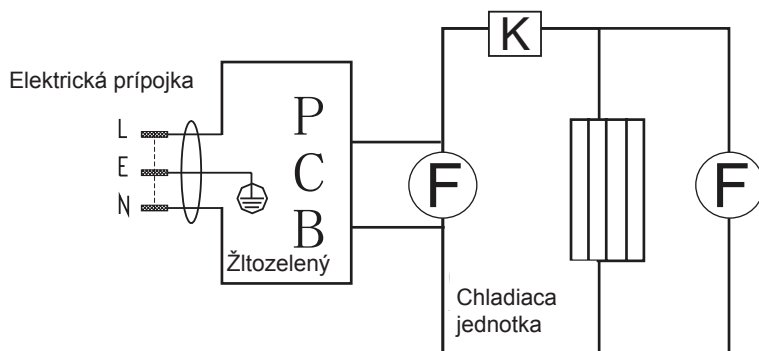 K
Elektrická prípojka
L
E
N
P
C
B
Žltozelený
F
F
Chladiaca
jednotka